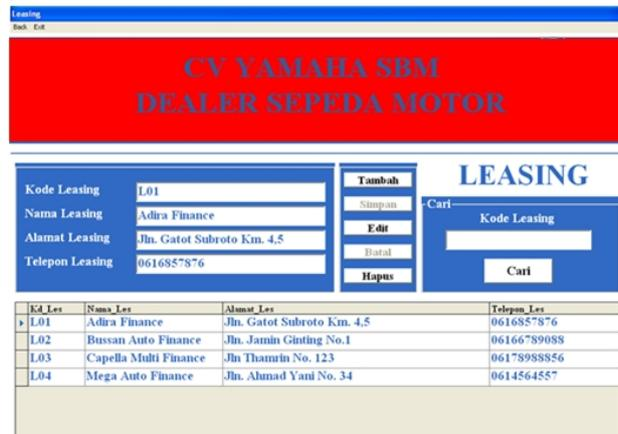 Leasing
Back Exit
CV YAMAHA SBM
DEALER SEPEDA MOTOR
LEASING
Kode Leasing L01
Nama Leasing Adira Finance
Alamat Leasing Jln. Gatot Subroto Km. 4,5
Telepon Leasing 0616857876
Tambah
Simpan
Edit
Batal
Hapus
Cari
Kode Leasing
Cari
Kd_Les Nama_Les Alamat_Les Telepon_Les
L01 Adira Finance Jln. Gatot Subroto Km. 4,5 0616857876
L02 Bussan Auto Finance Jln. Jamin Ginting No.1 06166789088
L03 Capella Multi Finance Jln Thamrin No. 123 06178988856
L04 Mega Auto Finance Jln. Ahmad Yani No. 34 0614564557